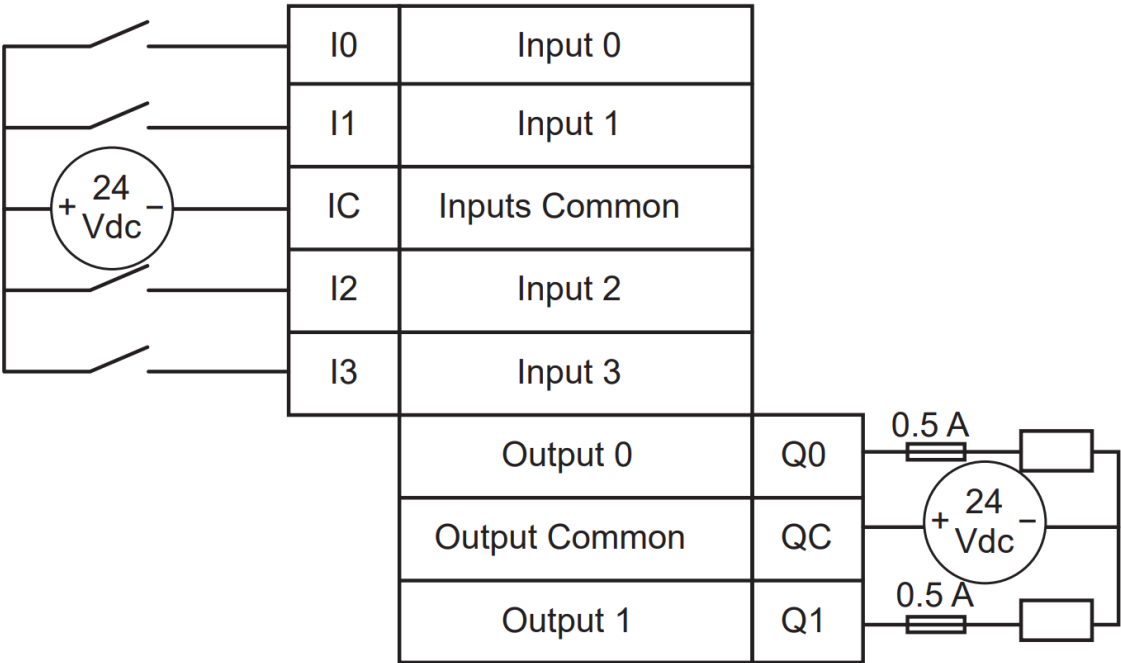 I0 Input 0
I1 Input 1
24
+ Vdc − IC Inputs Common
I2 Input 2
I3 Input 3
Output 0 Q0 0.5 A
Output Common QC + 24
Vdc −
Output 1 Q1 0.5 A